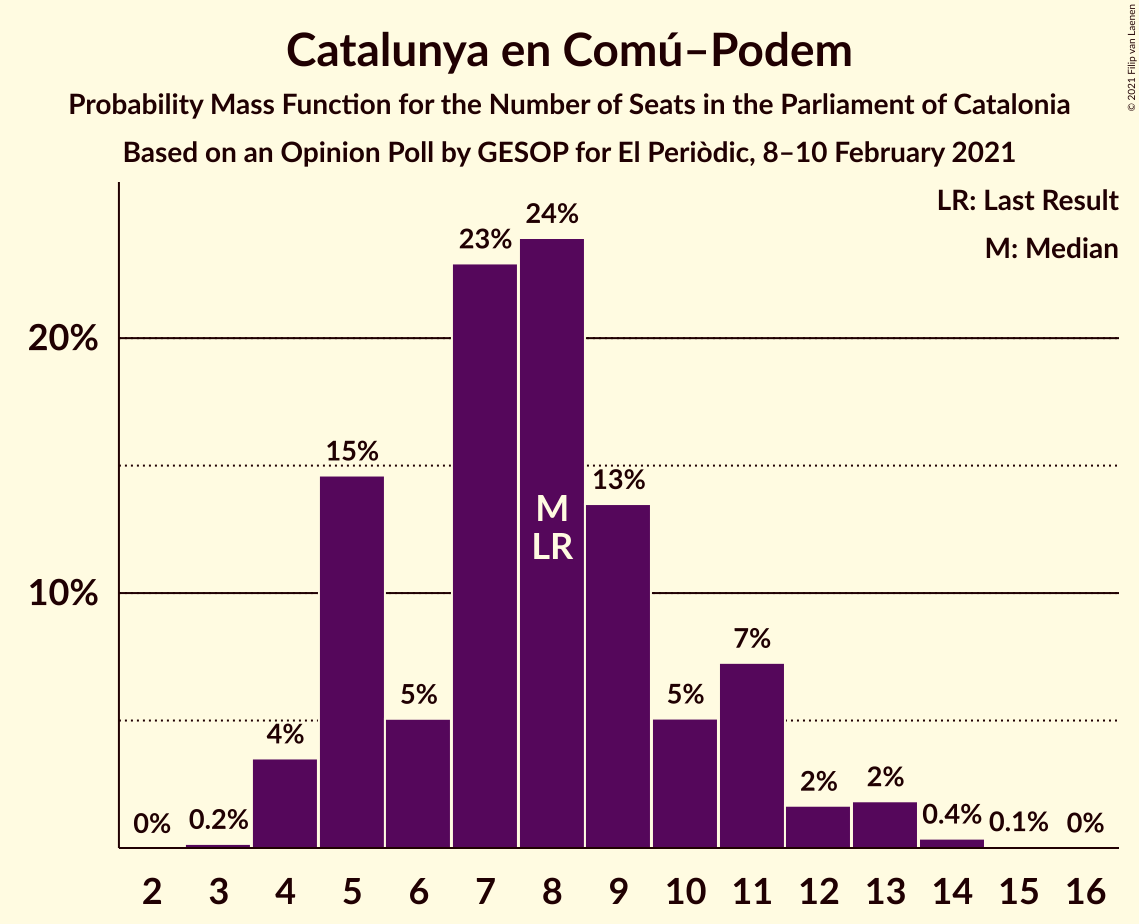 Catalunya en Comú–Podem
Probability Mass Function for the Number of Seats in the Parliament of Catalonia
Based on an Opinion Poll by GESOP for El Periòdic, 8–10 February 2021
© 2021 Filip van Laenen
LR: Last Result
M: Median
20%
10%
0%
0.2%
4%
15%
5%
23%
24%
13%
5%
7%
2%
2%
0.4%
0.1%
0%
M
LR
2 3 4 5 6 7 8 9 10 11 12 13 14 15 16